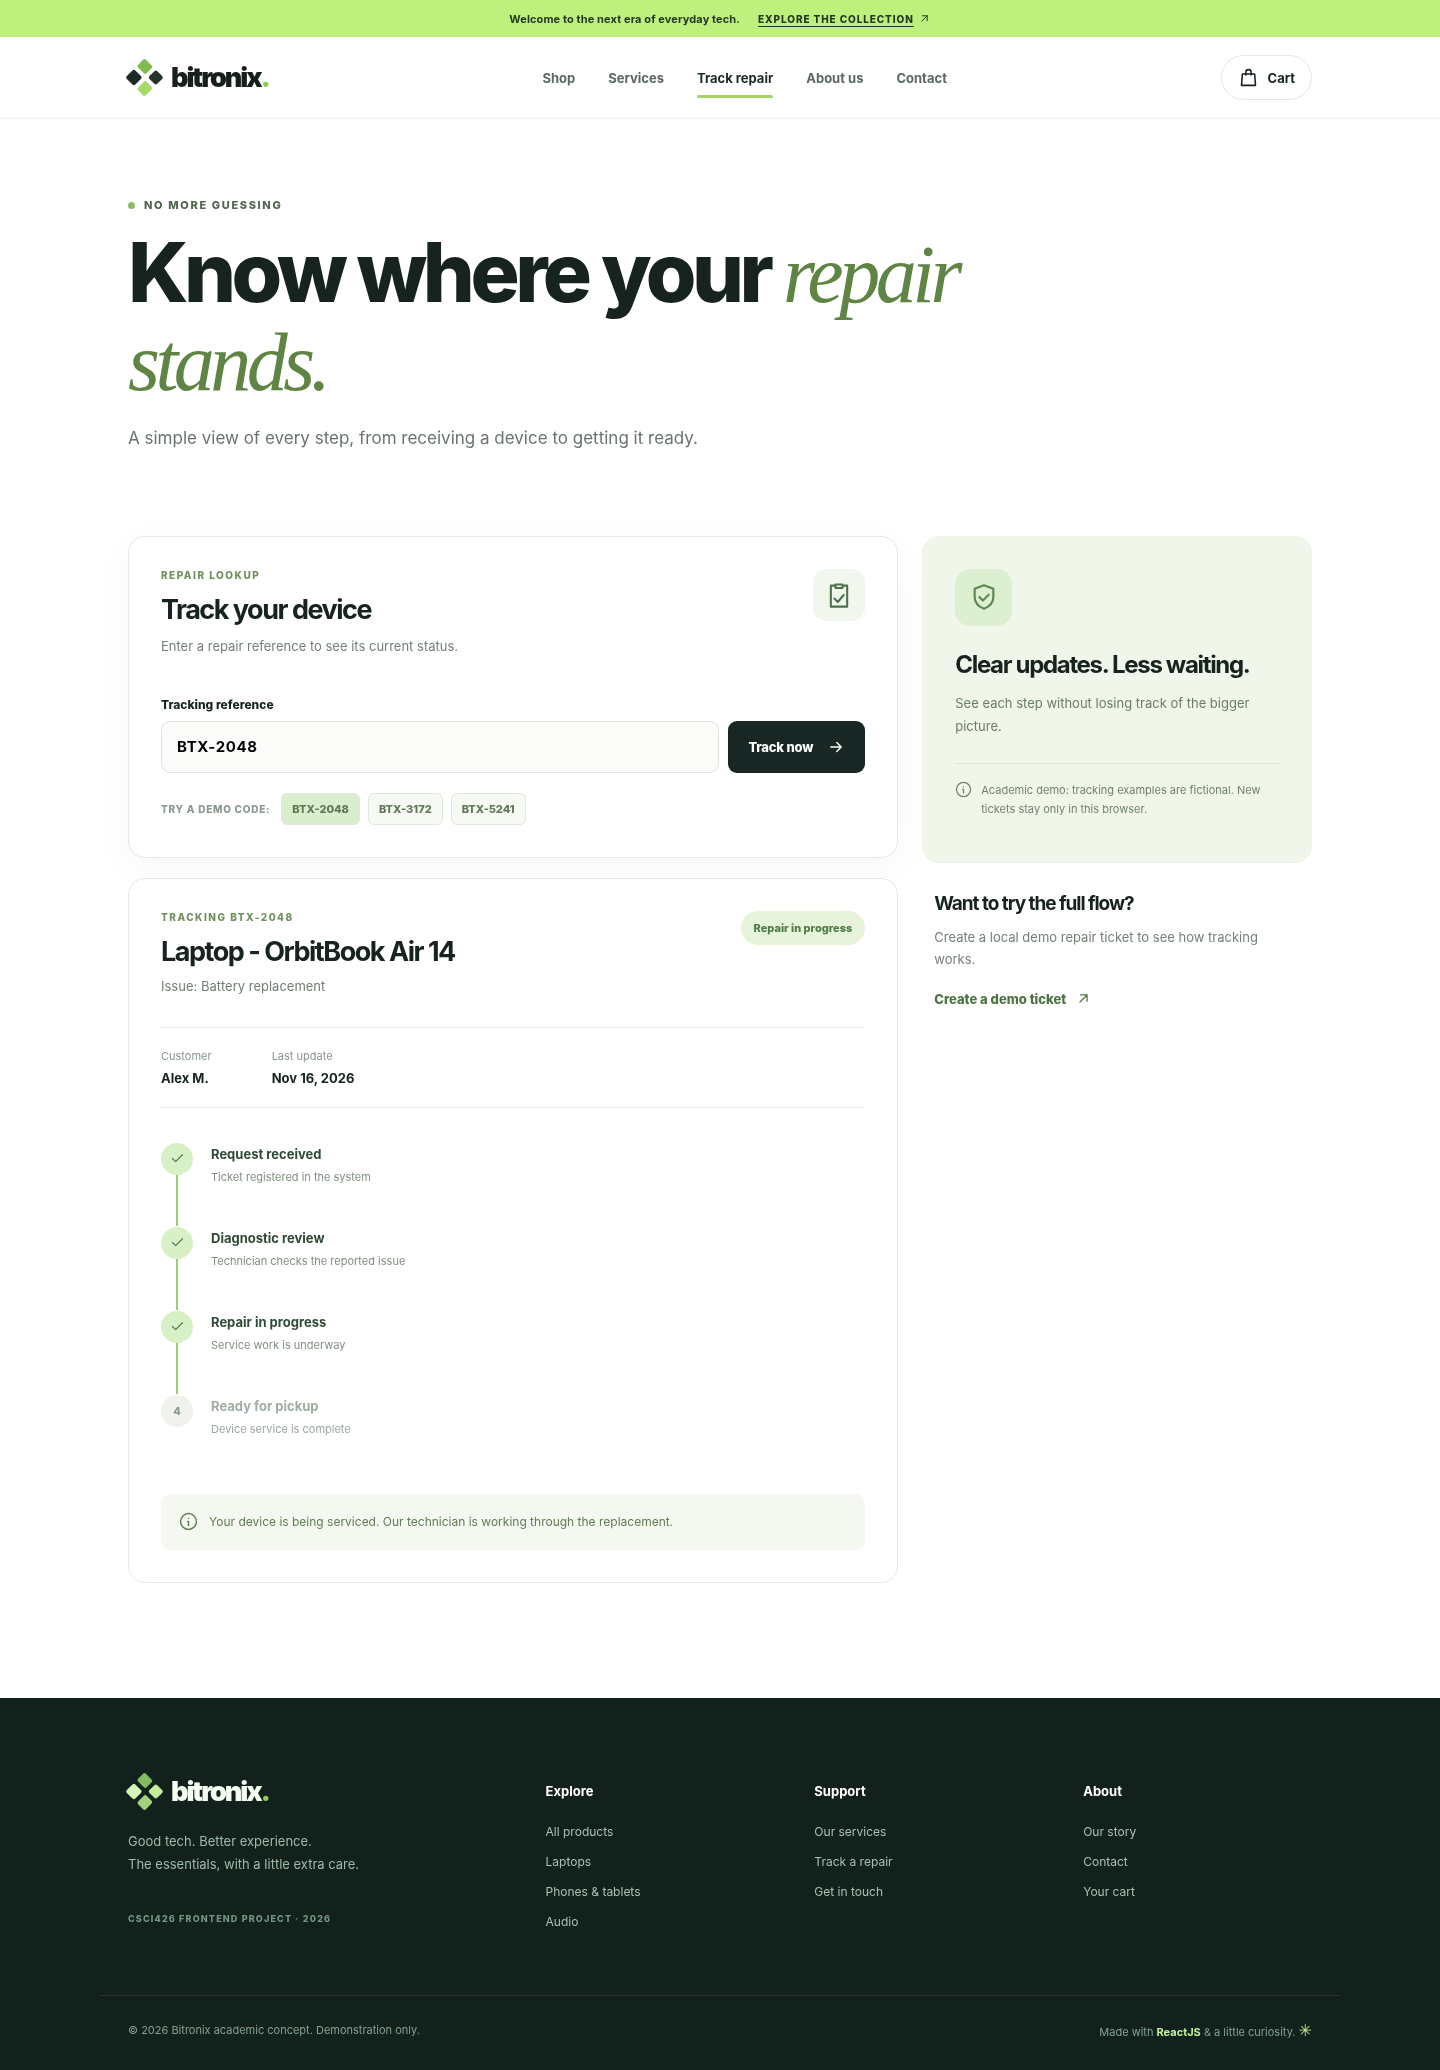 Welcome to the next era of everyday tech. EXPLORE THE COLLECTION
bitronix.
Shop Services Track repair About us Contact
Cart
NO MORE GUESSING
Know where your repair
stands.
A simple view of every step, from receiving a device to getting it ready.
REPAIR LOOKUP
Track your device
Enter a repair reference to see its current status.
Tracking reference
BTX-2048
Track now
TRY A DEMO CODE: BTX-2048 BTX-3172 BTX-5241
Clear updates. Less waiting.
See each step without losing track of the bigger
picture.
Academic demo: tracking examples are fictional. New
tickets stay only in this browser.
TRACKING BTX-2048
Laptop - OrbitBook Air 14
Issue: Battery replacement
Repair in progress
Customer
Alex M.
Last update
Nov 16, 2026
Request received
Ticket registered in the system
Diagnostic review
Technician checks the reported issue
Repair in progress
Service work is underway
4
Ready for pickup
Device service is complete
Your device is being serviced. Our technician is working through the replacement.
Want to try the full flow?
Create a local demo repair ticket to see how tracking
works.
Create a demo ticket
bitronix.
Good tech. Better experience.
The essentials, with a little extra care.
CSCI426 FRONTEND PROJECT · 2026
Explore
All products
Laptops
Phones & tablets
Audio
Support
Our services
Track a repair
Get in touch
About
Our story
Contact
Your cart
© 2026 Bitronix academic concept. Demonstration only.
Made with ReactJS & a little curiosity.